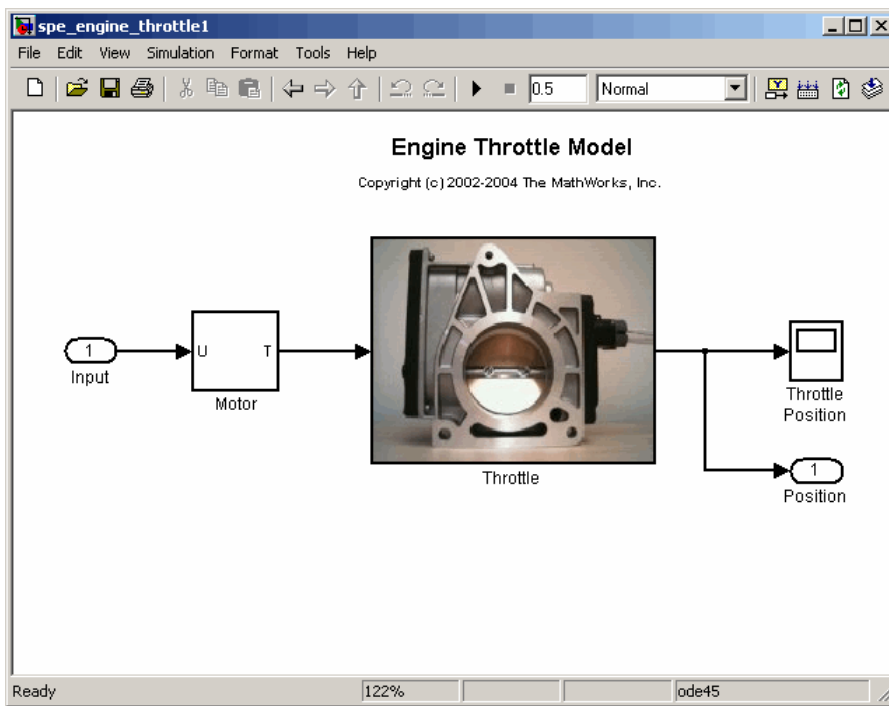 spe_engine_throttle1
File Edit View Simulation Format Tools Help
0.5 Normal
Engine Throttle Model
Copyright (c) 2002-2004 The MathWorks, Inc.
1
Input
U T
Motor
Throttle
Throttle
Position
1
Position
Ready 122% ode45